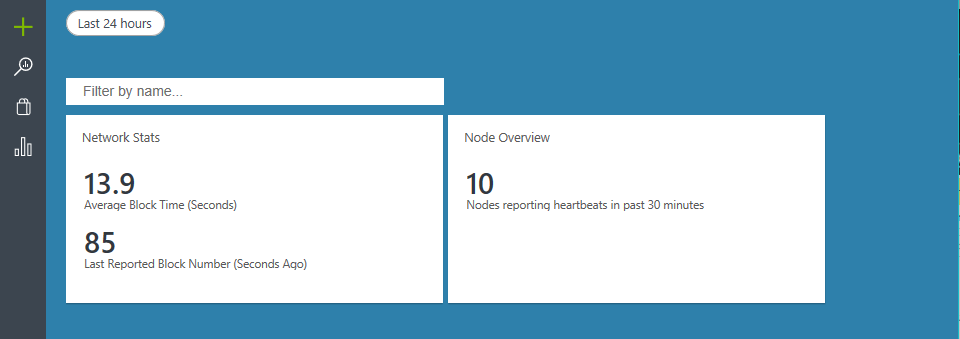 Last 24 hours
Filter by name...
Network Stats
13.9
Average Block Time (Seconds)
85
Last Reported Block Number (Seconds Ago)
Node Overview
10
Nodes reporting heartbeats in past 30 minutes